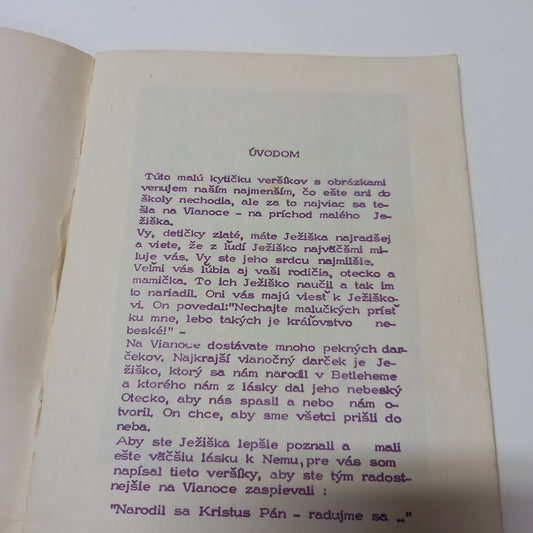 ÚVODOM
Túto malú kytičku veršíkov s obrázkami
venujem naším najmenším, čo ešte ani do
školy nechodia, ale za to najviac sa te-
šia na Vianoce - na príchod malého Je-
žiška.
Vy, detičky zlaté, máte Ježiška najradšej
a viete, že z ľudí Ježiško najväčšmi mi-
luje vás. Vy ste jeho srdcu najmilšie.
Veľmi vás ľúbia aj vaši rodičia, otecko a
mamička. To ich Ježiško naučil a tak im
to nariadil. Oni vás majú viesť k Ježiško-
vi. On povedal:"Nechajte malučkých prísť
ku mne, lebo takých je kráľovstvo nebeské!" -
Na Vianoce dostávate mnoho pekných dar-
čekov. Najkrajší vianočný darček je Je-
žiško, ktorý sa nám narodil v Betleheme
a ktorého nám z lásky dal jeho nebeský
Otecko, aby nás spasil a nebo nám o-
tvoril. On chce, aby sme všetci prišli do
neba.
Aby ste Ježiška lepšie poznali a mali
ešte väčšiu lásku k Nemu, pre vás som
napísal tieto veršíky, aby ste tým radost-
nejšie na Vianoce zaspievali :
"Narodil sa Kristus Pán - radujme sa .."